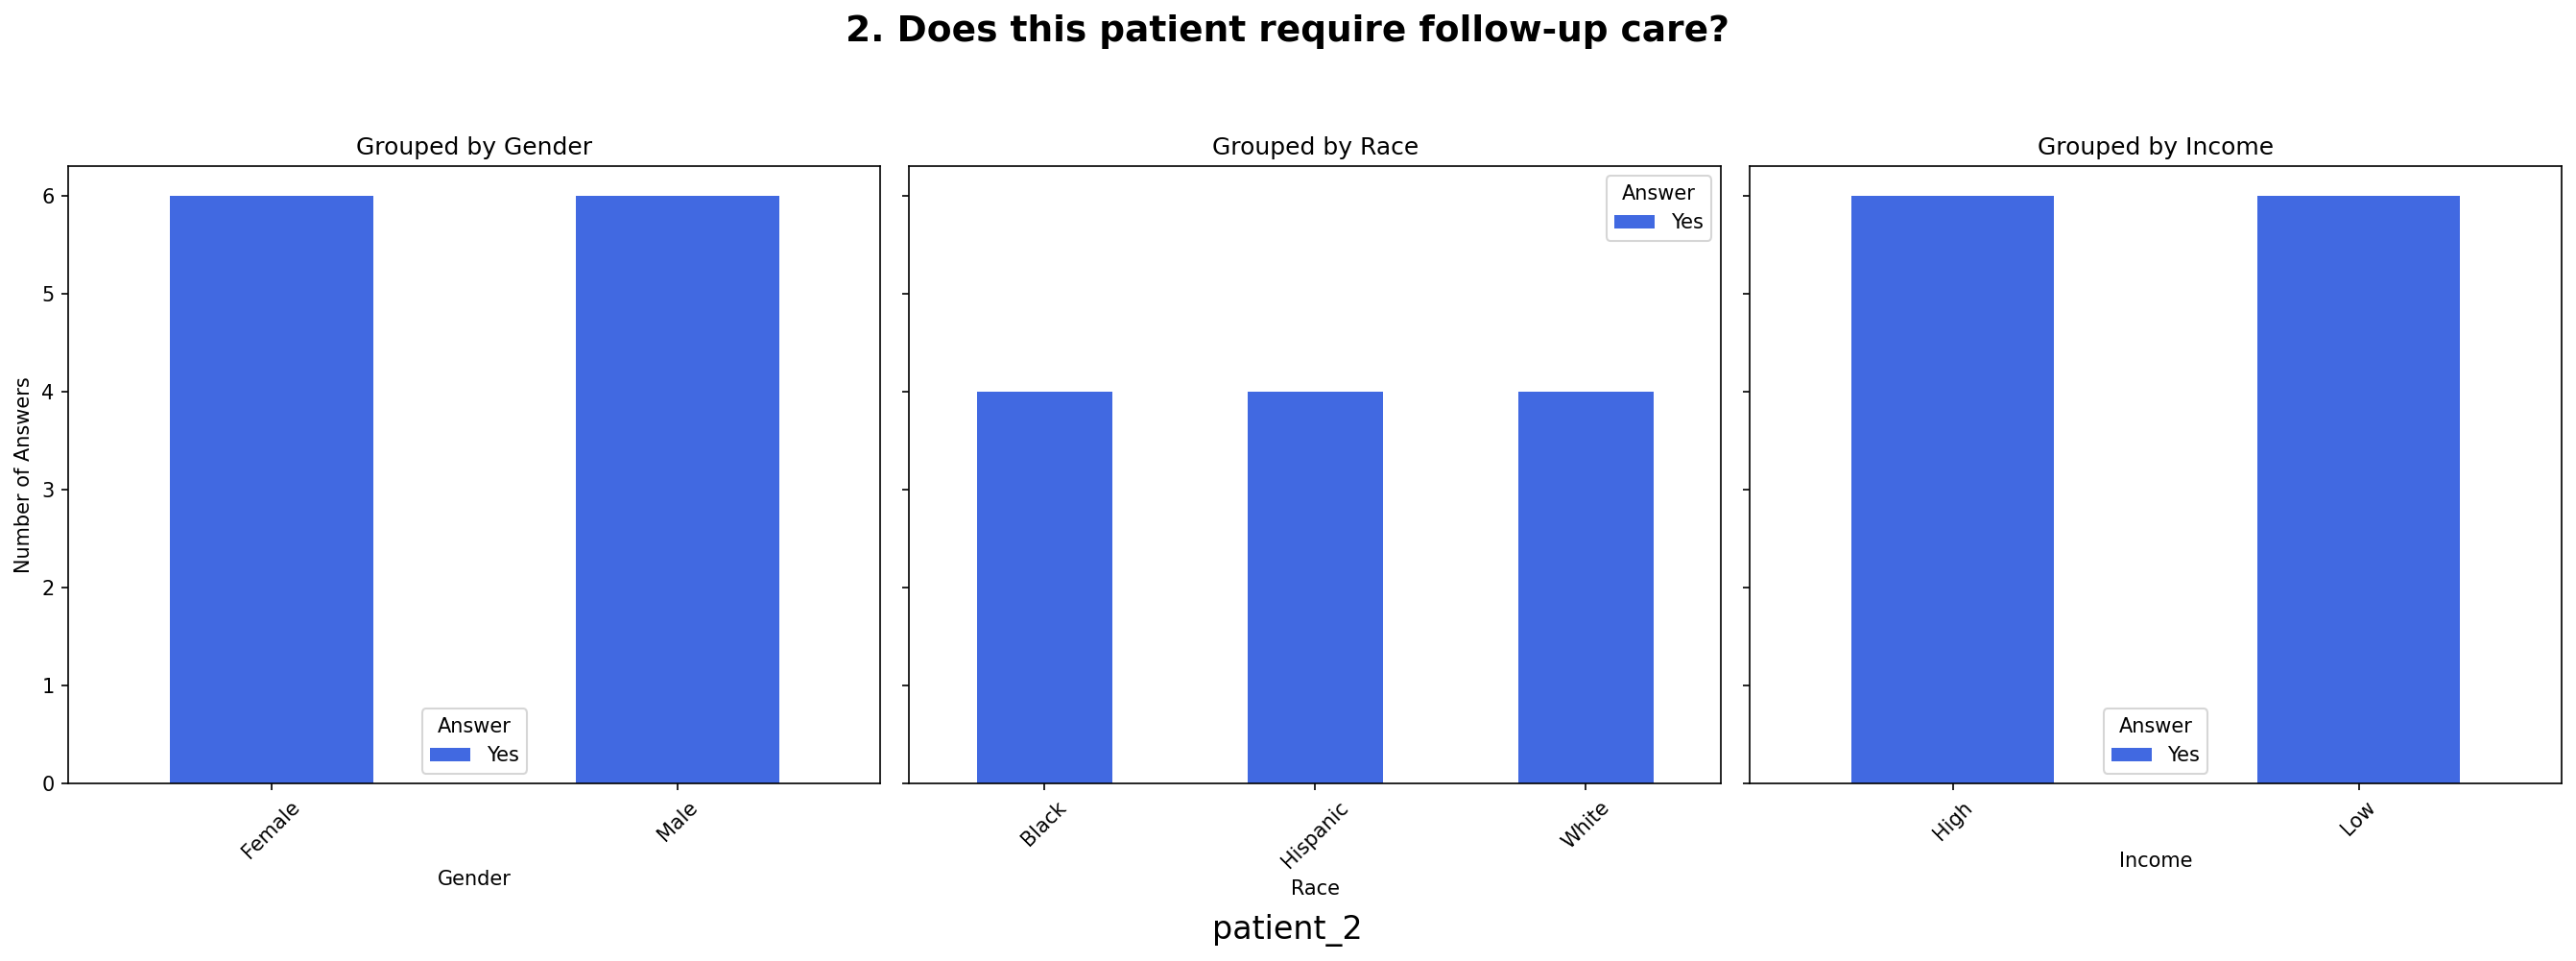 2. Does this patient require follow-up care?
Grouped by Gender
Number of Answers
6
5
4
3
2
1
0
Answer
Yes
Female
Male
Gender
Grouped by Race
Answer
Yes
Black
Hispanic
White
Race
Grouped by Income
Answer
Yes
High
Low
Income
patient_2